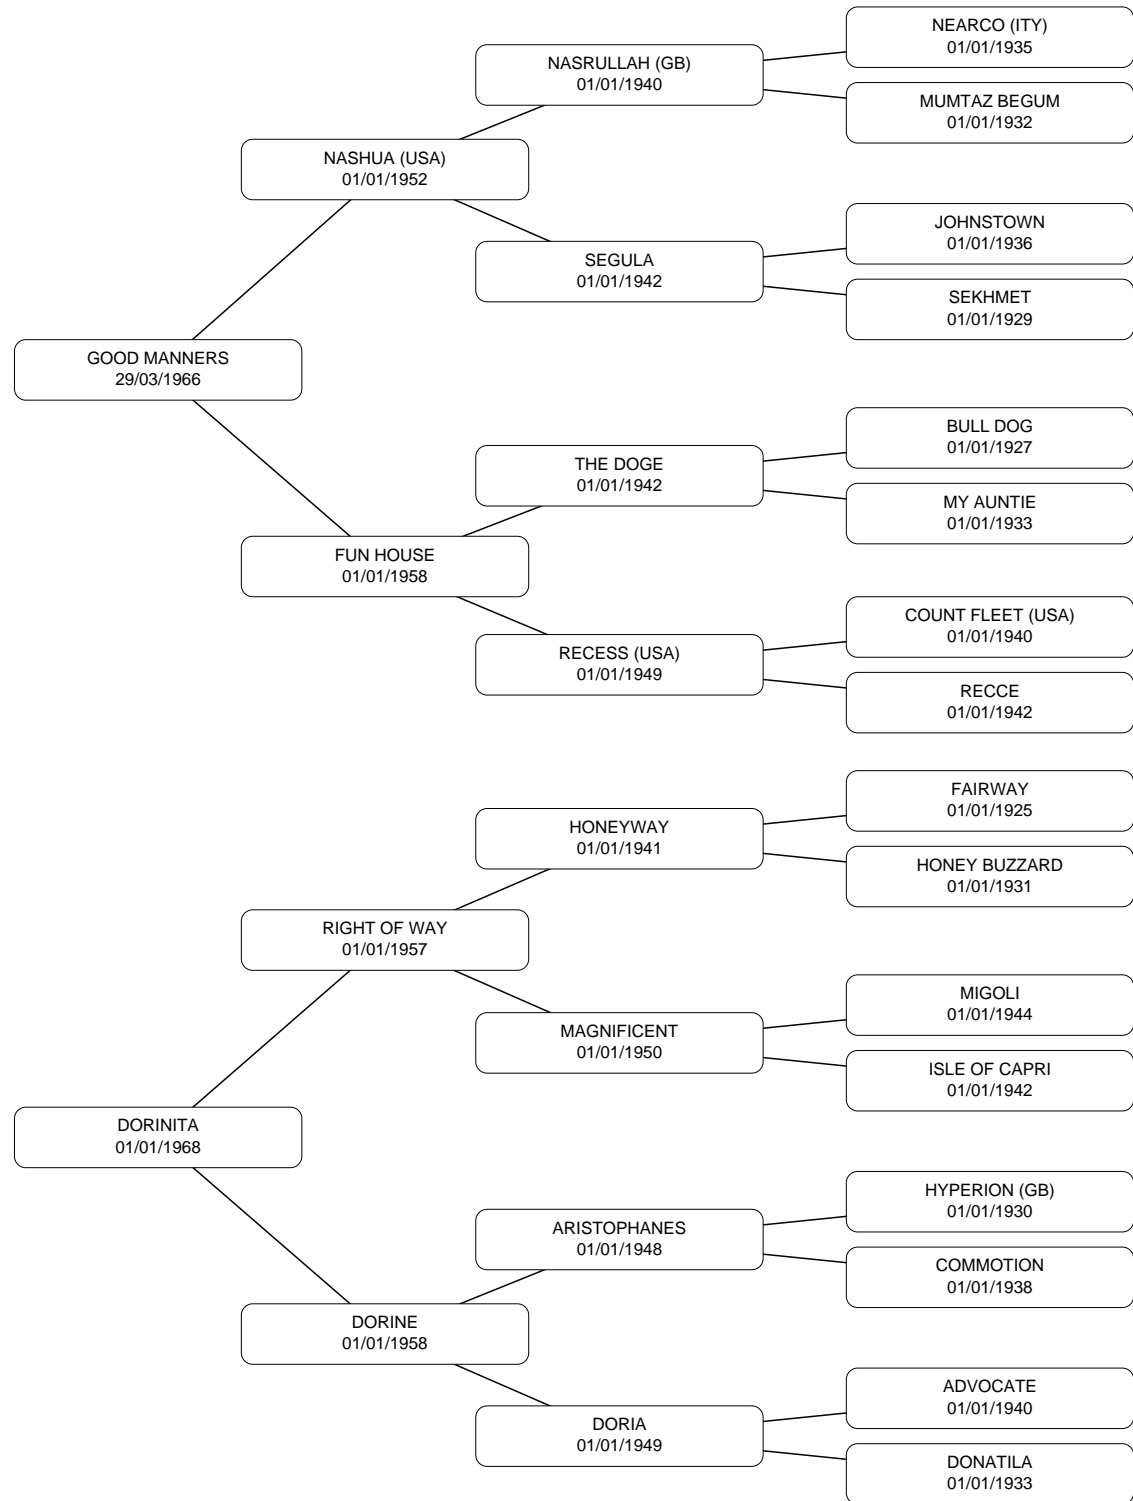 NEARCO (ITY)
01/01/1935
NASRULLAH (GB)
01/01/1940
MUMTAZ BEGUM
01/01/1932
NASHUA (USA)
01/01/1952
JOHNSTOWN
01/01/1936
SEGULA
01/01/1942
SEKHMET
01/01/1929
GOOD MANNERS
29/03/1966
BULL DOG
01/01/1927
THE DOGE
01/01/1942
MY AUNTIE
01/01/1933
FUN HOUSE
01/01/1958
COUNT FLEET (USA)
01/01/1940
RECESS (USA)
01/01/1949
RECCE
01/01/1942
FAIRWAY
01/01/1925
HONEYWAY
01/01/1941
HONEY BUZZARD
01/01/1931
RIGHT OF WAY
01/01/1957
MIGOLI
01/01/1944
MAGNIFICENT
01/01/1950
ISLE OF CAPRI
01/01/1942
DORINITA
01/01/1968
HYPERION (GB)
01/01/1930
ARISTOPHANES
01/01/1948
COMMOTION
01/01/1938
DORINE
01/01/1958
ADVOCATE
01/01/1940
DORIA
01/01/1949
DONATILA
01/01/1933